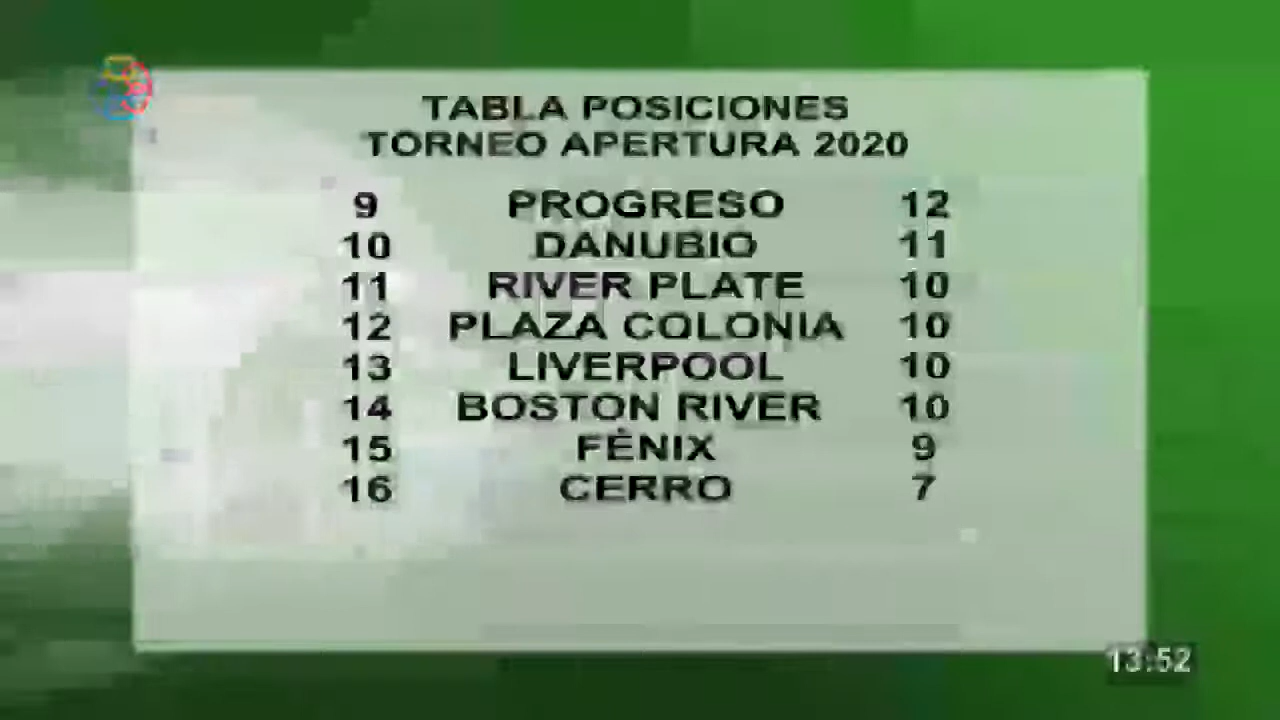 TABLA POSICIONES
TORNEO APERTURA 2020
9 PROGRESO 12
10 DANUBIO 11
11 RIVER PLATE 10
12 PLAZA COLONIA 10
13 LIVERPOOL 10
14 BOSTON RIVER 10
15 FÉNIX 9
16 CERRO 7
13:52